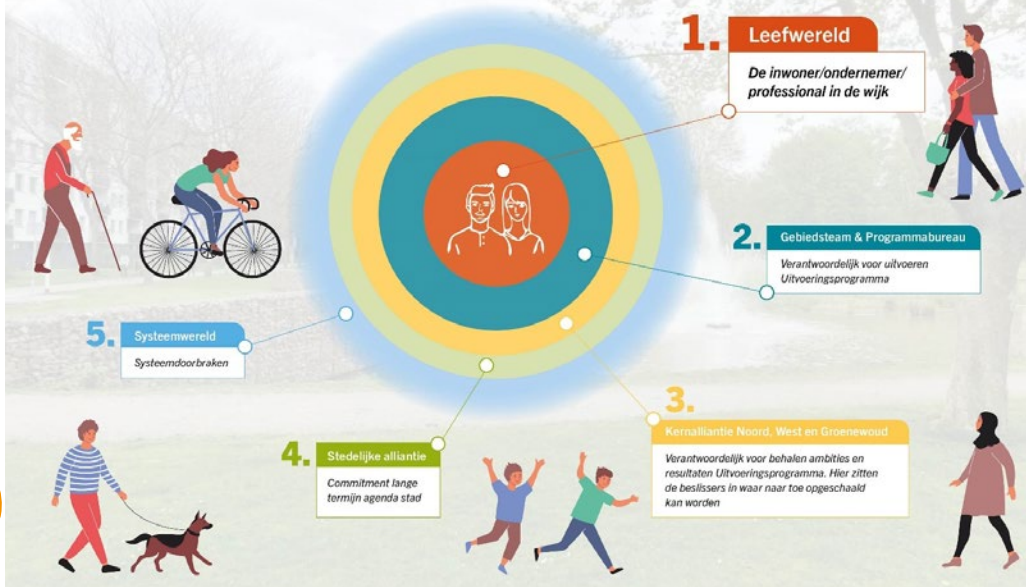 1.
Leefwereld
De inwoner/ondernemer/
professional in de wijk
2.
Gebiedsteam & Programmabureau
Verantwoordelijk voor uitvoeren
Uitvoeringsprogramma
3.
Kernalliantie Noord, West en Groenewoud
Verantwoordelijk voor behalen ambities en
resultaten Uitvoeringsprogramma. Hier zitten
de beslissers in waar naar toe opgeschaald
kan worden
4.
Stedelijke alliantie
Commitment lange
termijn agenda stad
5.
Systeemwereld
Systeemdoorbraken